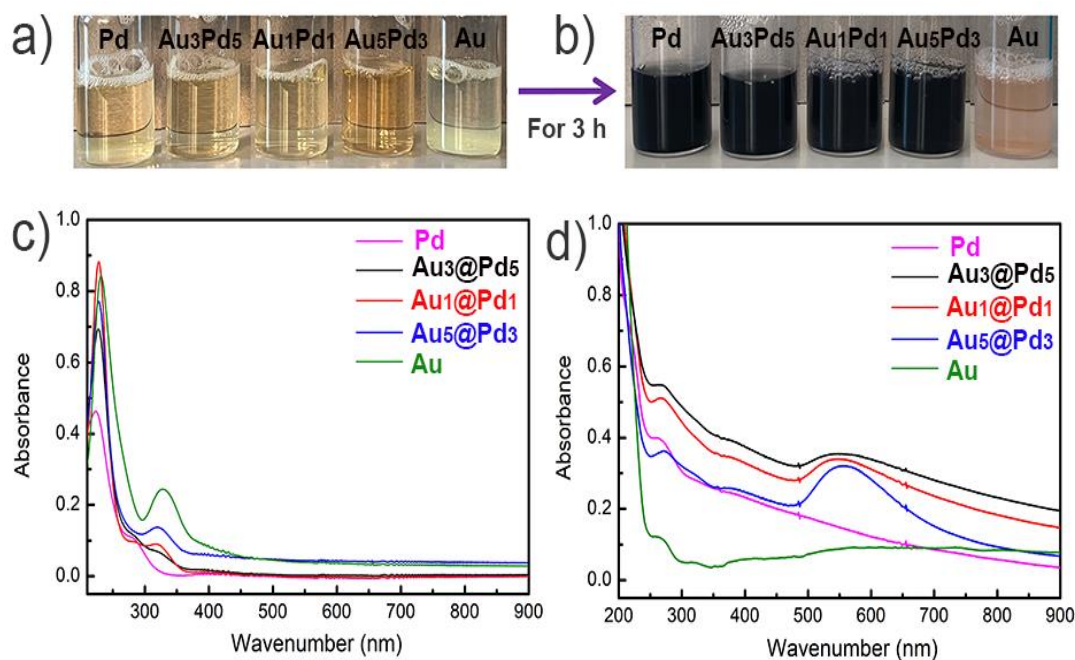 a)
Pd Au3Pd5 Au1Pd1 Au5Pd3 Au
For 3 h
b)
Pd Au3Pd5 Au1Pd1 Au5Pd3 Au
c)
1.0
0.8
0.6
0.4
0.2
0.0
Absorbance
300 400 500 600 700 800 900
Wavenumber (nm)
Pd
Au3@Pd5
Au1@Pd1
Au5@Pd3
Au
d)
1.0
0.8
0.6
0.4
0.2
0.0
Absorbance
200 300 400 500 600 700 800 900
Wavenumber (nm)
Pd
Au3@Pd5
Au1@Pd1
Au5@Pd3
Au